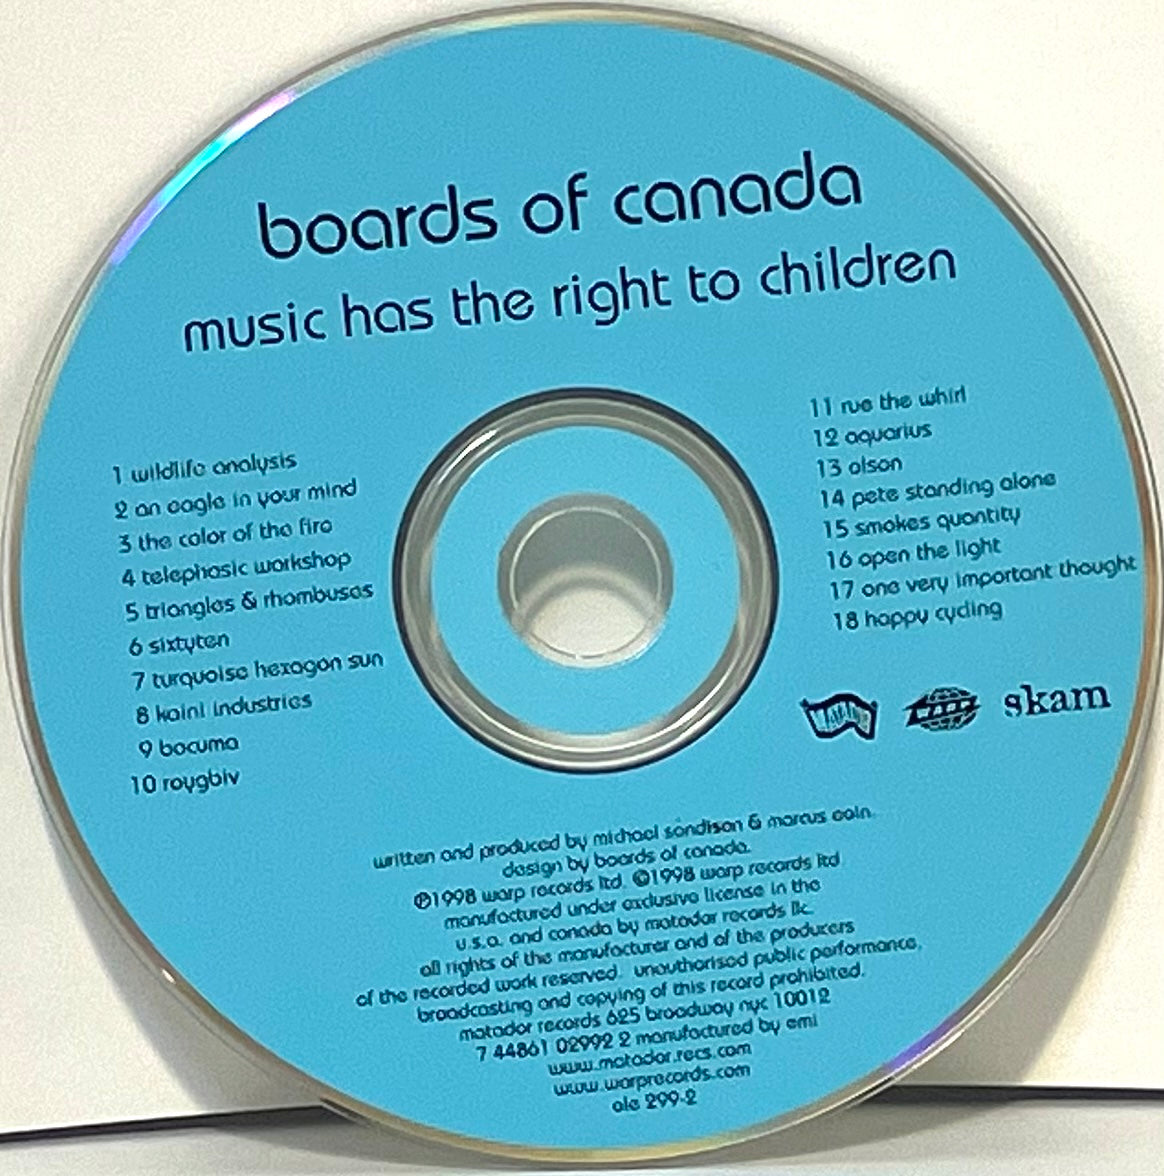 boards of canada
music has the right to children
1 wildlife analysis
2 an eagle in your mind
3 the color of the fire
4 telephasic workshop
5 triangles & rhombuses
6 sixtyten
7 turquoise hexagon sun
8 kaini industries
9 bocuma
10 roygbiv
11 rue the whirl
12 aquarius
13 olson
14 pete standing alone
15 smokes quantity
16 open the light
17 one very important thought
18 happy cycling
skam
written and produced by michael sandison & marcus eoin.
design by boards of canada.
℗1998 warp records ltd. ©1998 warp records ltd
manufactured under exclusive license in the
u.s.a. and canada by matador records llc.
all rights of the manufacturer and of the producers
of the recorded work reserved. unauthorised public performance,
broadcasting and copying of this record prohibited.
matador records 625 broadway nyc 10012
7 44861 02992 2 manufactured by emi
www.matador.recs.com
www.warprecords.com
ole 299-2